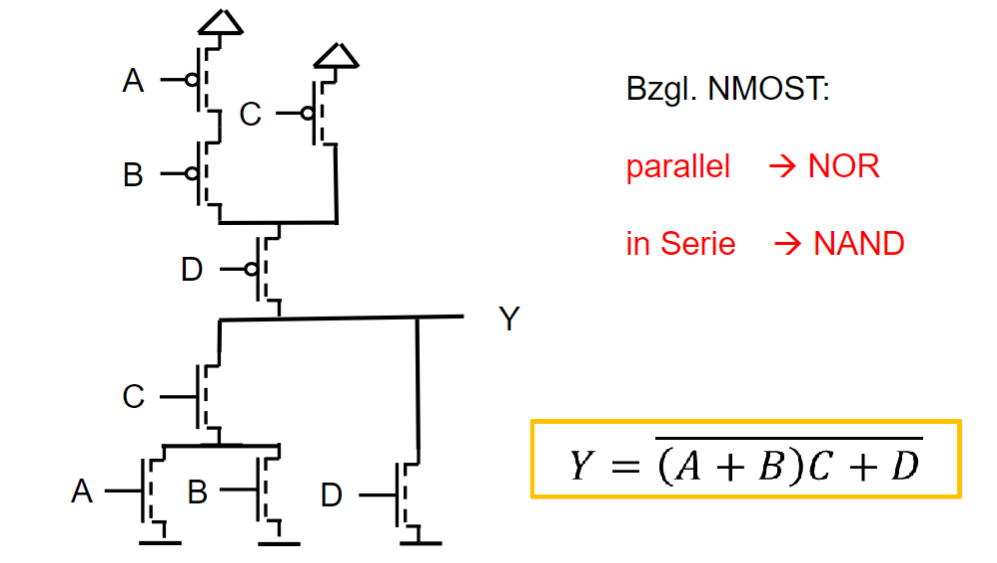 A
C
B
D
Y
C
A
B
D
Bzgl. NMOST:
parallel → NOR
in Serie → NAND
Y = \overline{(A + B)C + D}